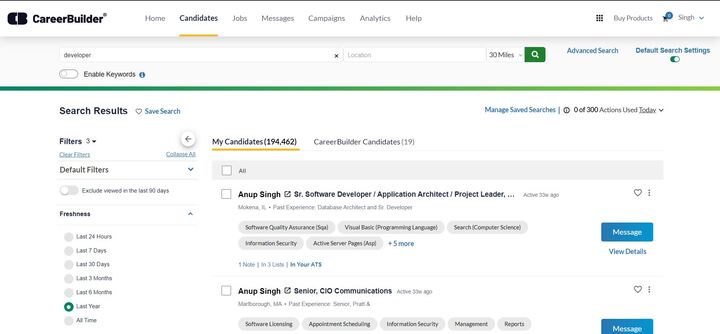 CareerBuilder®
Home Candidates Jobs Messages Campaigns Analytics Help
Buy Products 0 Singh
developer × Location 30 Miles
Advanced Search Default Search Settings
Enable Keywords
Search Results Save Search
Manage Saved Searches | 0 of 300 Actions Used Today
Filters 3
Clear Filters Collapse All
Default Filters
Exclude viewed in the last 90 days
Freshness
Last 24 Hours
Last 7 Days
Last 30 Days
Last 3 Months
Last 6 Months
Last Year
All Time
My Candidates (194,462) CareerBuilder Candidates (19)
All
Anup Singh Sr. Software Developer / Application Architect / Project Leader, ... Active 33w ago
Mokena, IL • Past Experience: Database Architect and Sr. Developer
Software Quality Assurance (Sqa) Visual Basic (Programming Language) Search (Computer Science)
Information Security Active Server Pages (Asp) + 5 more
Message
View Details
1 Note | In 3 Lists | In Your ATS
Anup Singh Senior, CIO Communications Active 33w ago
Marlborough, MA • Past Experience: Senior, Pratt &
Software Licensing Appointment Scheduling Information Security Management Reports
Message